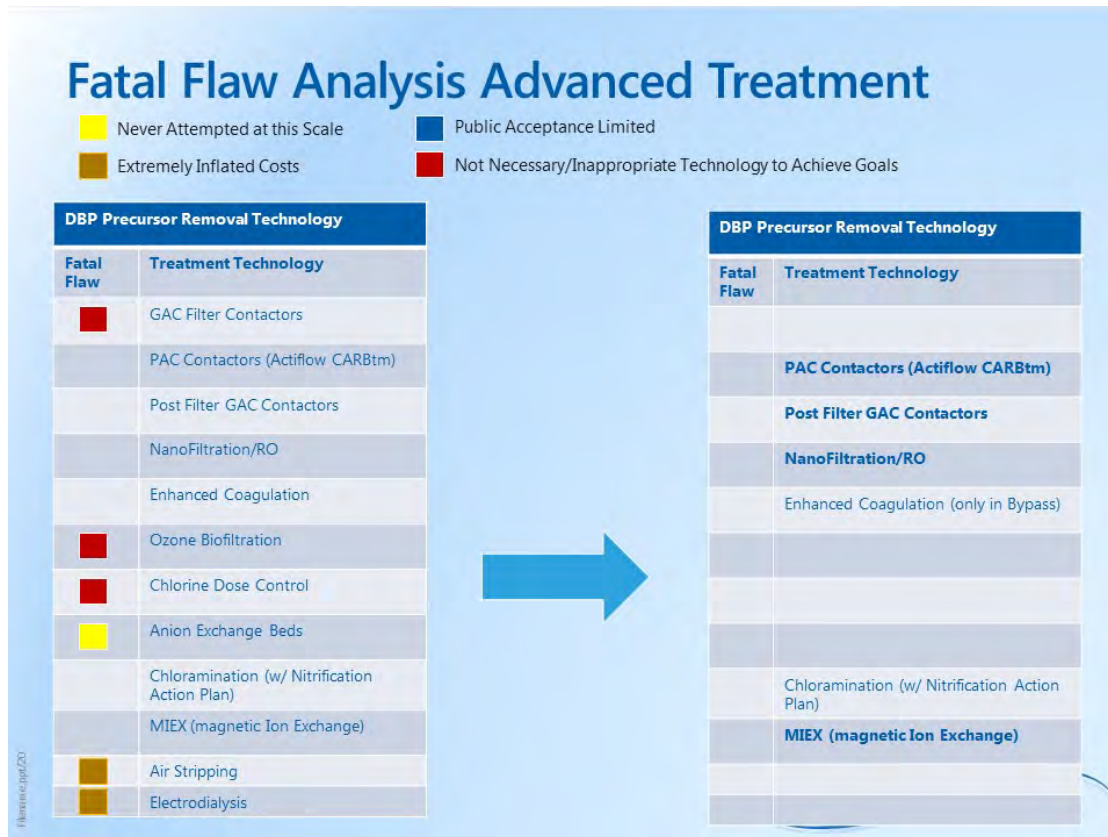 Fatal Flaw Analysis Advanced Treatment
Never Attempted at this Scale
Public Acceptance Limited
Extremely Inflated Costs
Not Necessary/Inappropriate Technology to Achieve Goals
DBP Precursor Removal Technology
Fatal
Flaw
Treatment Technology
GAC Filter Contactors
PAC Contactors (Actiflow CARBtm)
Post Filter GAC Contactors
NanoFiltration/RO
Enhanced Coagulation
Ozone Biofiltration
Chlorine Dose Control
Anion Exchange Beds
Chloramination (w/ Nitrification
Action Plan)
MIEX (magnetic Ion Exchange)
Air Stripping
Electrodialysis
DBP Precursor Removal Technology
Fatal
Flaw
Treatment Technology
PAC Contactors (Actiflow CARBtm)
Post Filter GAC Contactors
NanoFiltration/RO
Enhanced Coagulation (only in Bypass)
Chloramination (w/ Nitrification Action
Plan)
MIEX (magnetic Ion Exchange)
Filename.ppt/20